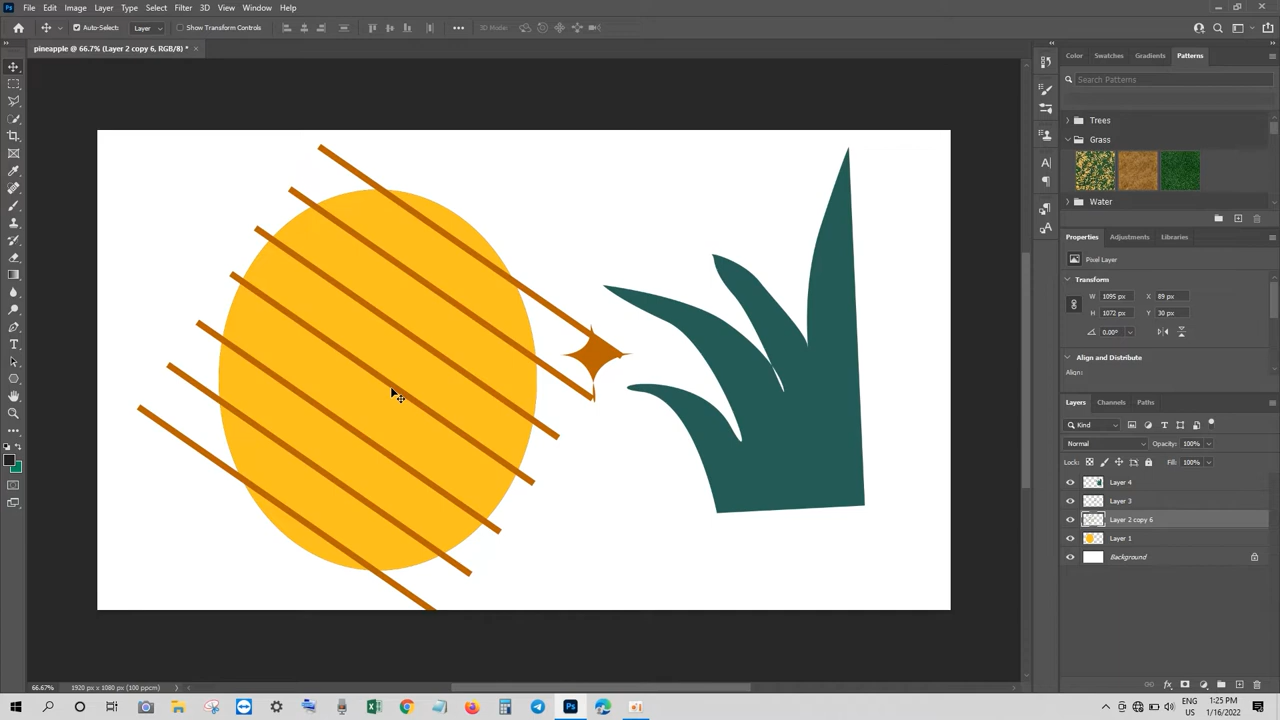 Ps File Edit Image Layer Type Select Filter 3D View Window Help
Auto-Select: Layer Show Transform Controls 3D Mode:
pineapple @ 66.7% (Layer 2 copy 6, RGB/8) * ×
Color Swatches Gradients Patterns
Search Patterns
Trees
Grass
Water
Properties Adjustments Libraries
Pixel Layer
Transform
W 1095 px X 89 px
H 1072 px Y 30 px
0.00°
Align and Distribute
Align:
Layers Channels Paths
Kind
Normal Opacity: 100%
Lock: Fill: 100%
Layer 4
Layer 3
Layer 2 copy 6
Layer 1
Background
66.67% 1920 px x 1080 px (100 ppcm)
ENG 1:25 PM
US 1/16/2022